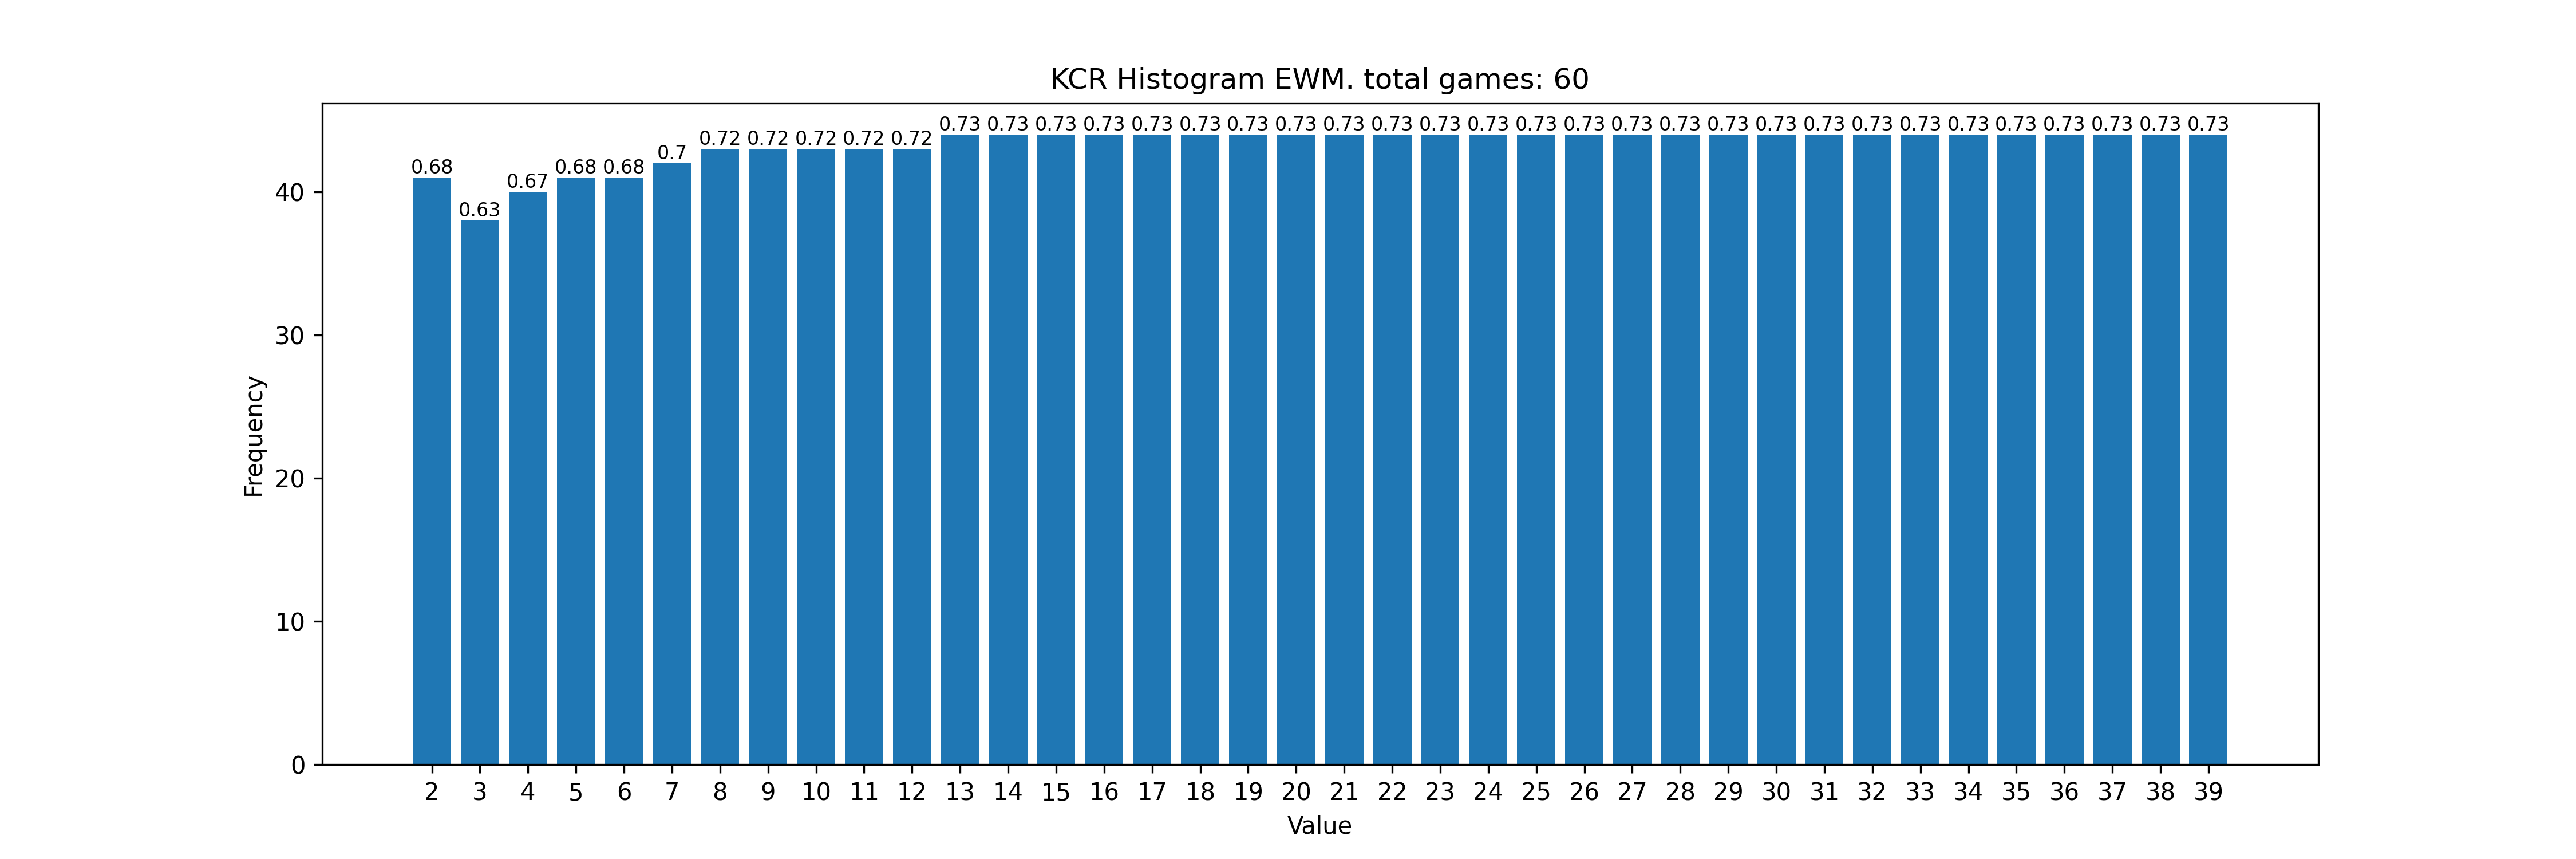 KCR Histogram EWM. total games: 60
0.68 0.63 0.67 0.68 0.68 0.7 0.72 0.72 0.72 0.72 0.72 0.73 0.73 0.73 0.73 0.73 0.73 0.73 0.73 0.73 0.73 0.73 0.73 0.73 0.73 0.73 0.73 0.73 0.73 0.73 0.73 0.73 0.73 0.73 0.73 0.73 0.73 0.73
40
30
20
10
0
Frequency
2 3 4 5 6 7 8 9 10 11 12 13 14 15 16 17 18 19 20 21 22 23 24 25 26 27 28 29 30 31 32 33 34 35 36 37 38 39
Value